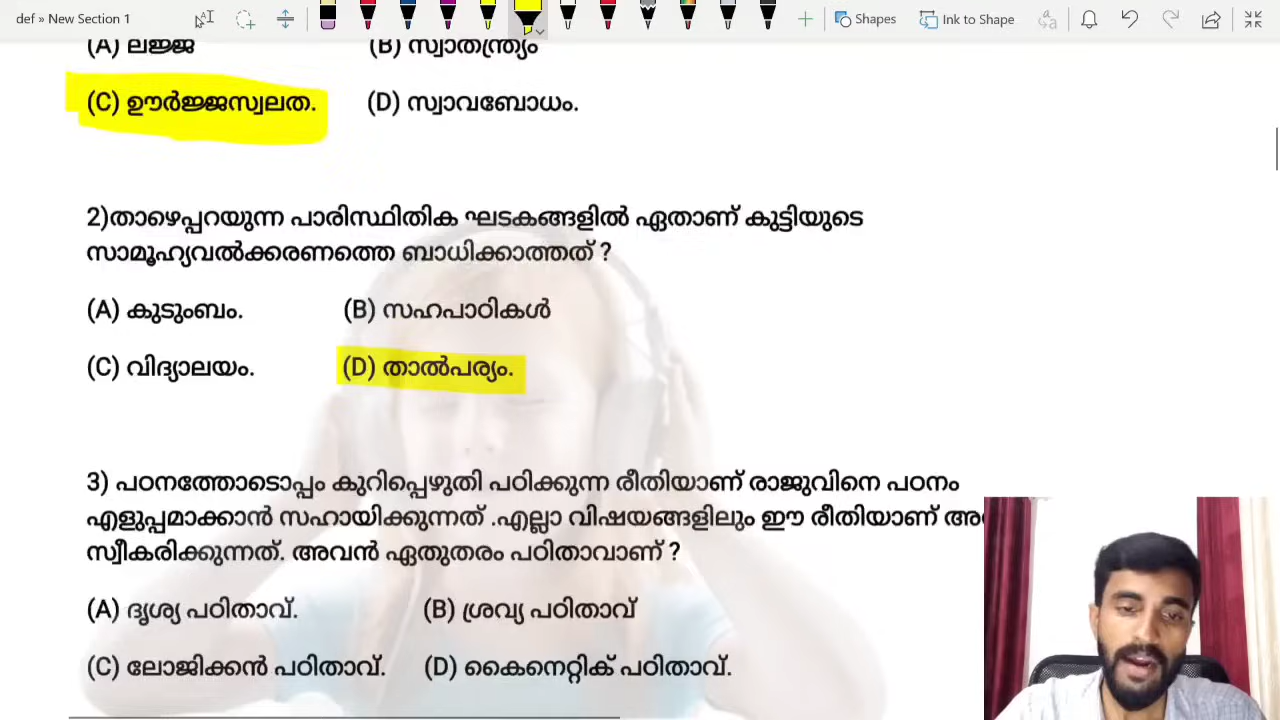 def » New Section 1
Shapes
Ink to Shape
(A) ലജ്ജ (B) സ്വാതന്ത്ര്യം
(C) ഊർജ്ജസ്വലത. (D) സ്വാവബോധം.
2)താഴെപ്പറയുന്ന പാരിസ്ഥിതിക ഘടകങ്ങളിൽ ഏതാണ് കുട്ടിയുടെ
സാമൂഹ്യവൽക്കരണത്തെ ബാധിക്കാത്തത് ?
(A) കുടുംബം. (B) സഹപാഠികൾ
(C) വിദ്യാലയം. (D) താൽപര്യം.
3) പഠനത്തോടൊപ്പം കുറിപ്പെഴുതി പഠിക്കുന്ന രീതിയാണ് രാജുവിനെ പഠനം
എളുപ്പമാക്കാൻ സഹായിക്കുന്നത് .എല്ലാ വിഷയങ്ങളിലും ഈ രീതിയാണ്
സ്വീകരിക്കുന്നത്. അവൻ ഏതുതരം പഠിതാവാണ് ?
(A) ദൃശ്യ പഠിതാവ്. (B) ശ്രവ്യ പഠിതാവ്
(C) ലോജിക്കൻ പഠിതാവ്. (D) കൈനെറ്റിക് പഠിതാവ്.